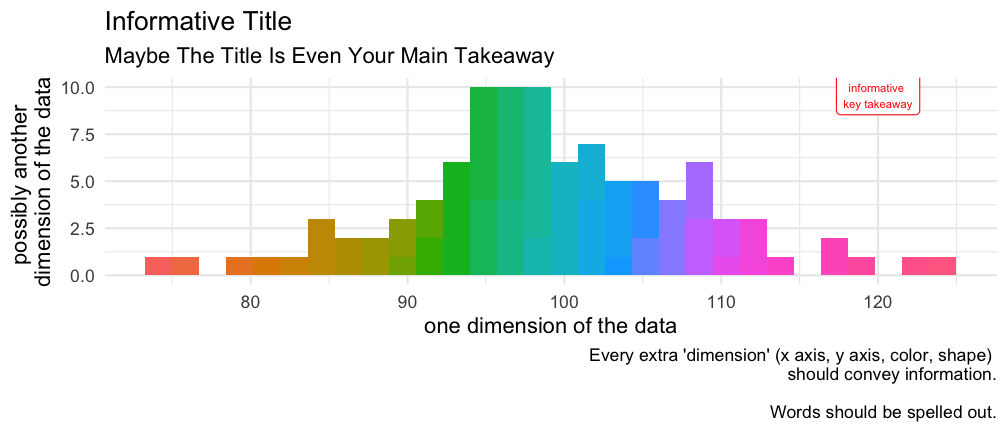 Informative Title
Maybe The Title Is Even Your Main Takeaway
possibly another
dimension of the data
10.0
7.5
5.0
2.5
0.0
informative
key takeaway
80
90
100
110
120
one dimension of the data
Every extra 'dimension' (x axis, y axis, color, shape)
should convey information.
Words should be spelled out.